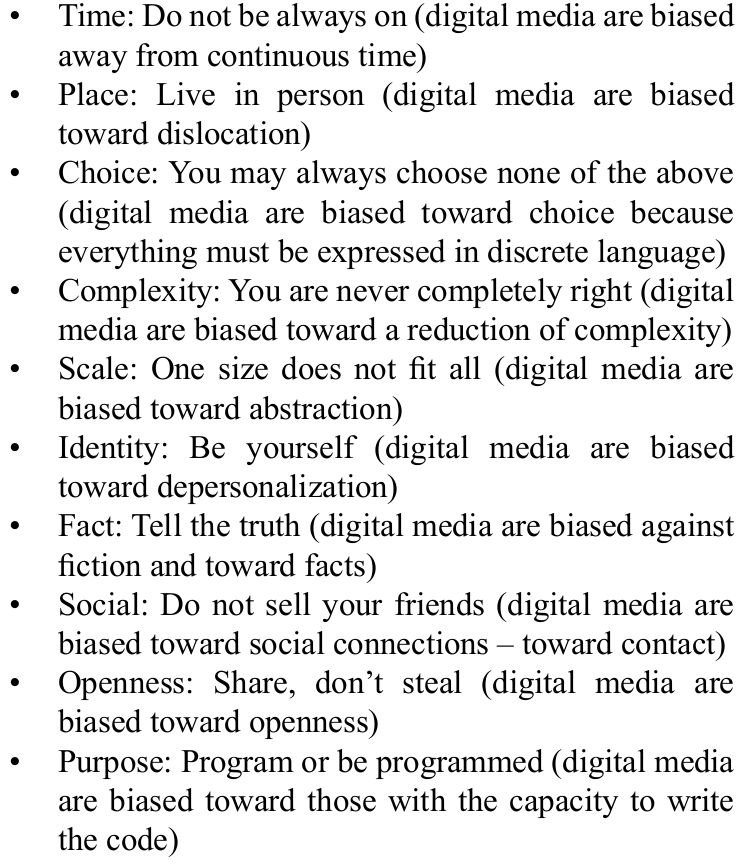 • Time: Do not be always on (digital media are biased
away from continuous time)
• Place: Live in person (digital media are biased
toward dislocation)
• Choice: You may always choose none of the above
(digital media are biased toward choice because
everything must be expressed in discrete language)
• Complexity: You are never completely right (digital
media are biased toward a reduction of complexity)
• Scale: One size does not fit all (digital media are
biased toward abstraction)
• Identity: Be yourself (digital media are biased
toward depersonalization)
• Fact: Tell the truth (digital media are biased against
fiction and toward facts)
• Social: Do not sell your friends (digital media are
biased toward social connections – toward contact)
• Openness: Share, don’t steal (digital media are
biased toward openness)
• Purpose: Program or be programmed (digital media
are biased toward those with the capacity to write
the code)